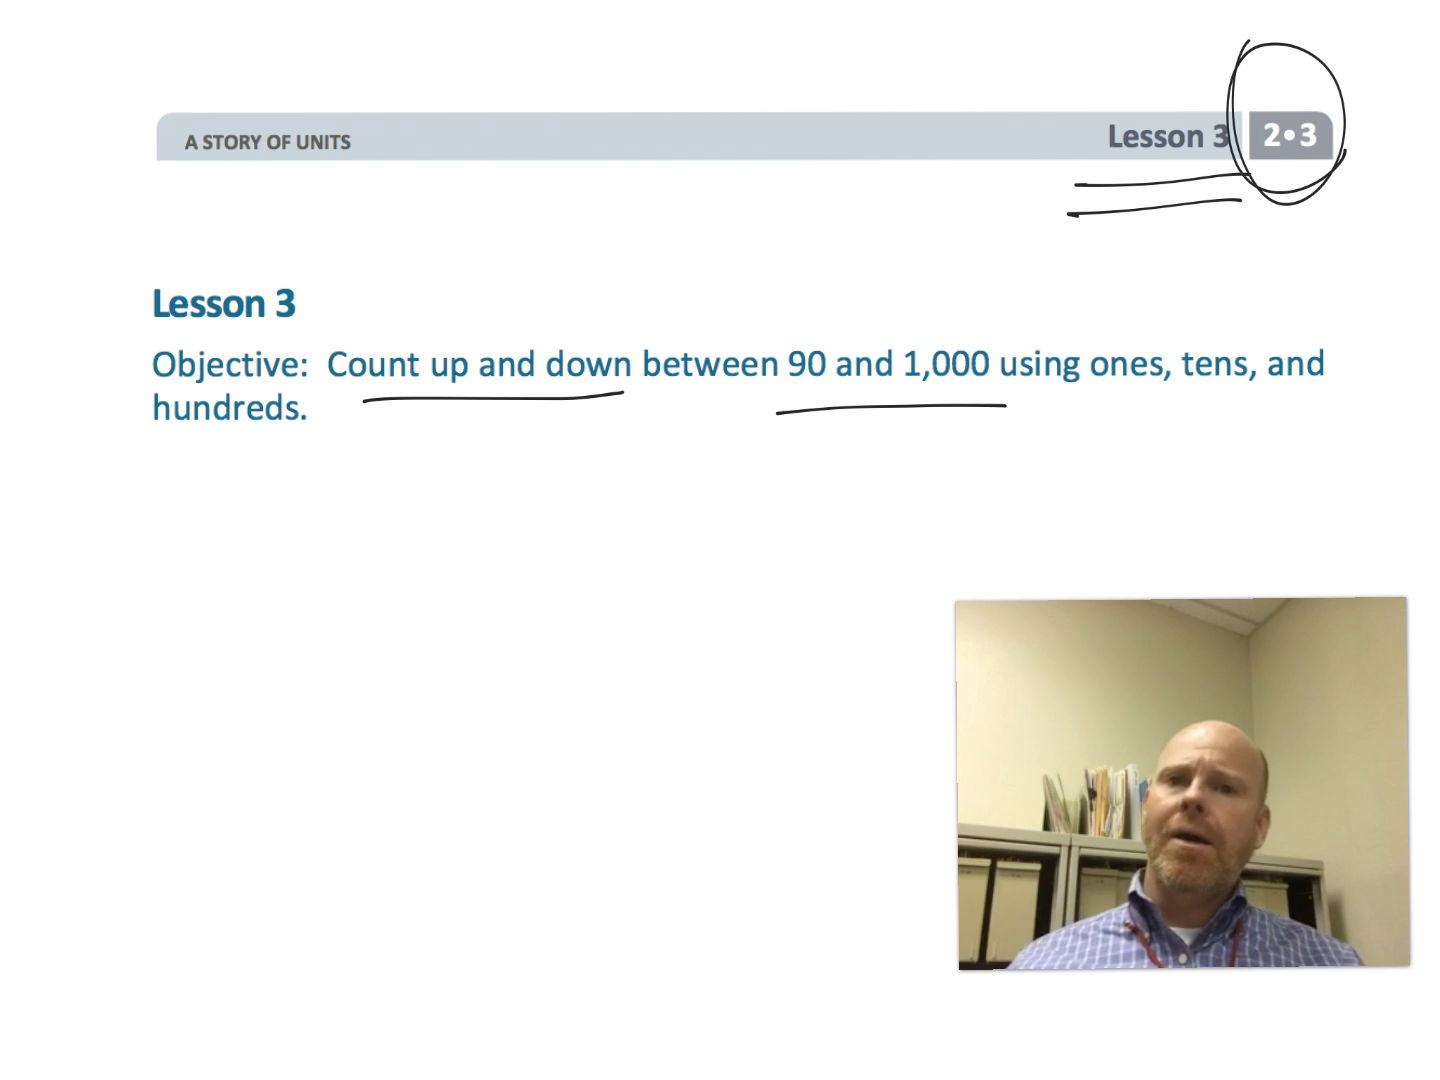 A STORY OF UNITS
Lesson 3
2•3
Lesson 3
Objective: Count up and down between 90 and 1,000 using ones, tens, and
hundreds.